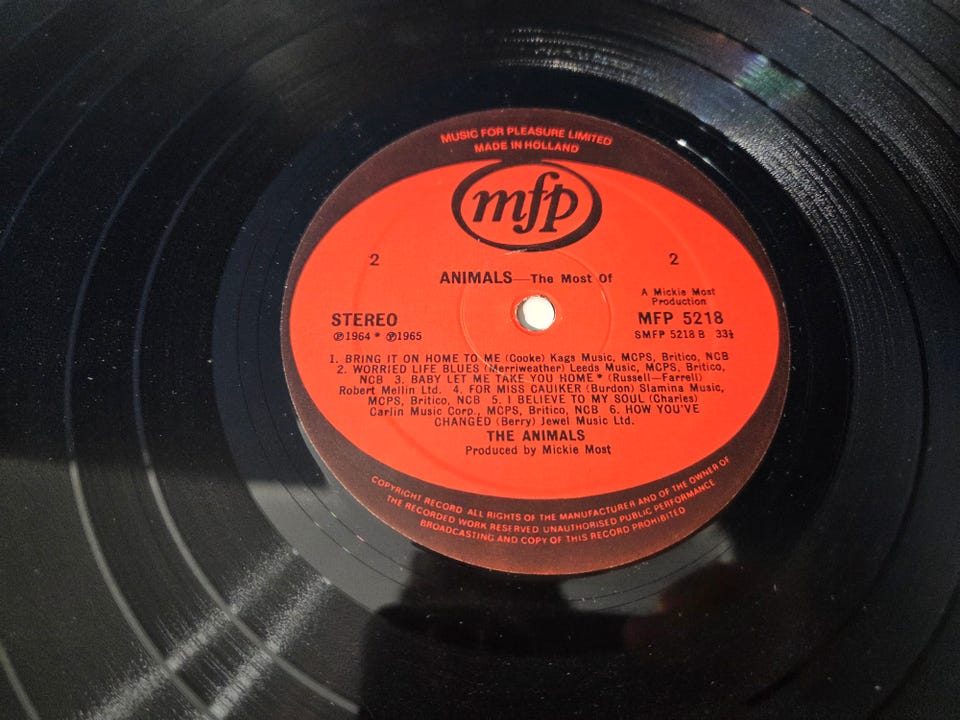 MUSIC FOR PLEASURE LIMITED
MADE IN HOLLAND
mfp
2 2
ANIMALS—The Most Of
A Mickie Most
Production
STEREO MFP 5218
℗1964 * ℗1965 SMFP 5218 B 33⅓
1. BRING IT ON HOME TO ME (Cooke) Kags Music, MCPS, Britico, NCB
2. WORRIED LIFE BLUES (Merriweather) Leeds Music, MCPS, Britico,
NCB 3. BABY LET ME TAKE YOU HOME * (Russell—Farrell)
Robert Mellin Ltd. 4. FOR MISS CAULKER (Burdon) Slamina Music,
MCPS, Britico, NCB 5. I BELIEVE TO MY SOUL (Charles)
Carlin Music Corp., MCPS, Britico, NCB 6. HOW YOU'VE
CHANGED (Berry) Jewel Music Ltd.
THE ANIMALS
Produced by Mickie Most
COPYRIGHT RECORD ALL RIGHTS OF THE MANUFACTURER AND OF THE OWNER OF
THE RECORDED WORK RESERVED UNAUTHORISED PUBLIC PERFORMANCE
BROADCASTING AND COPY OF THIS RECORD PROHIBITED